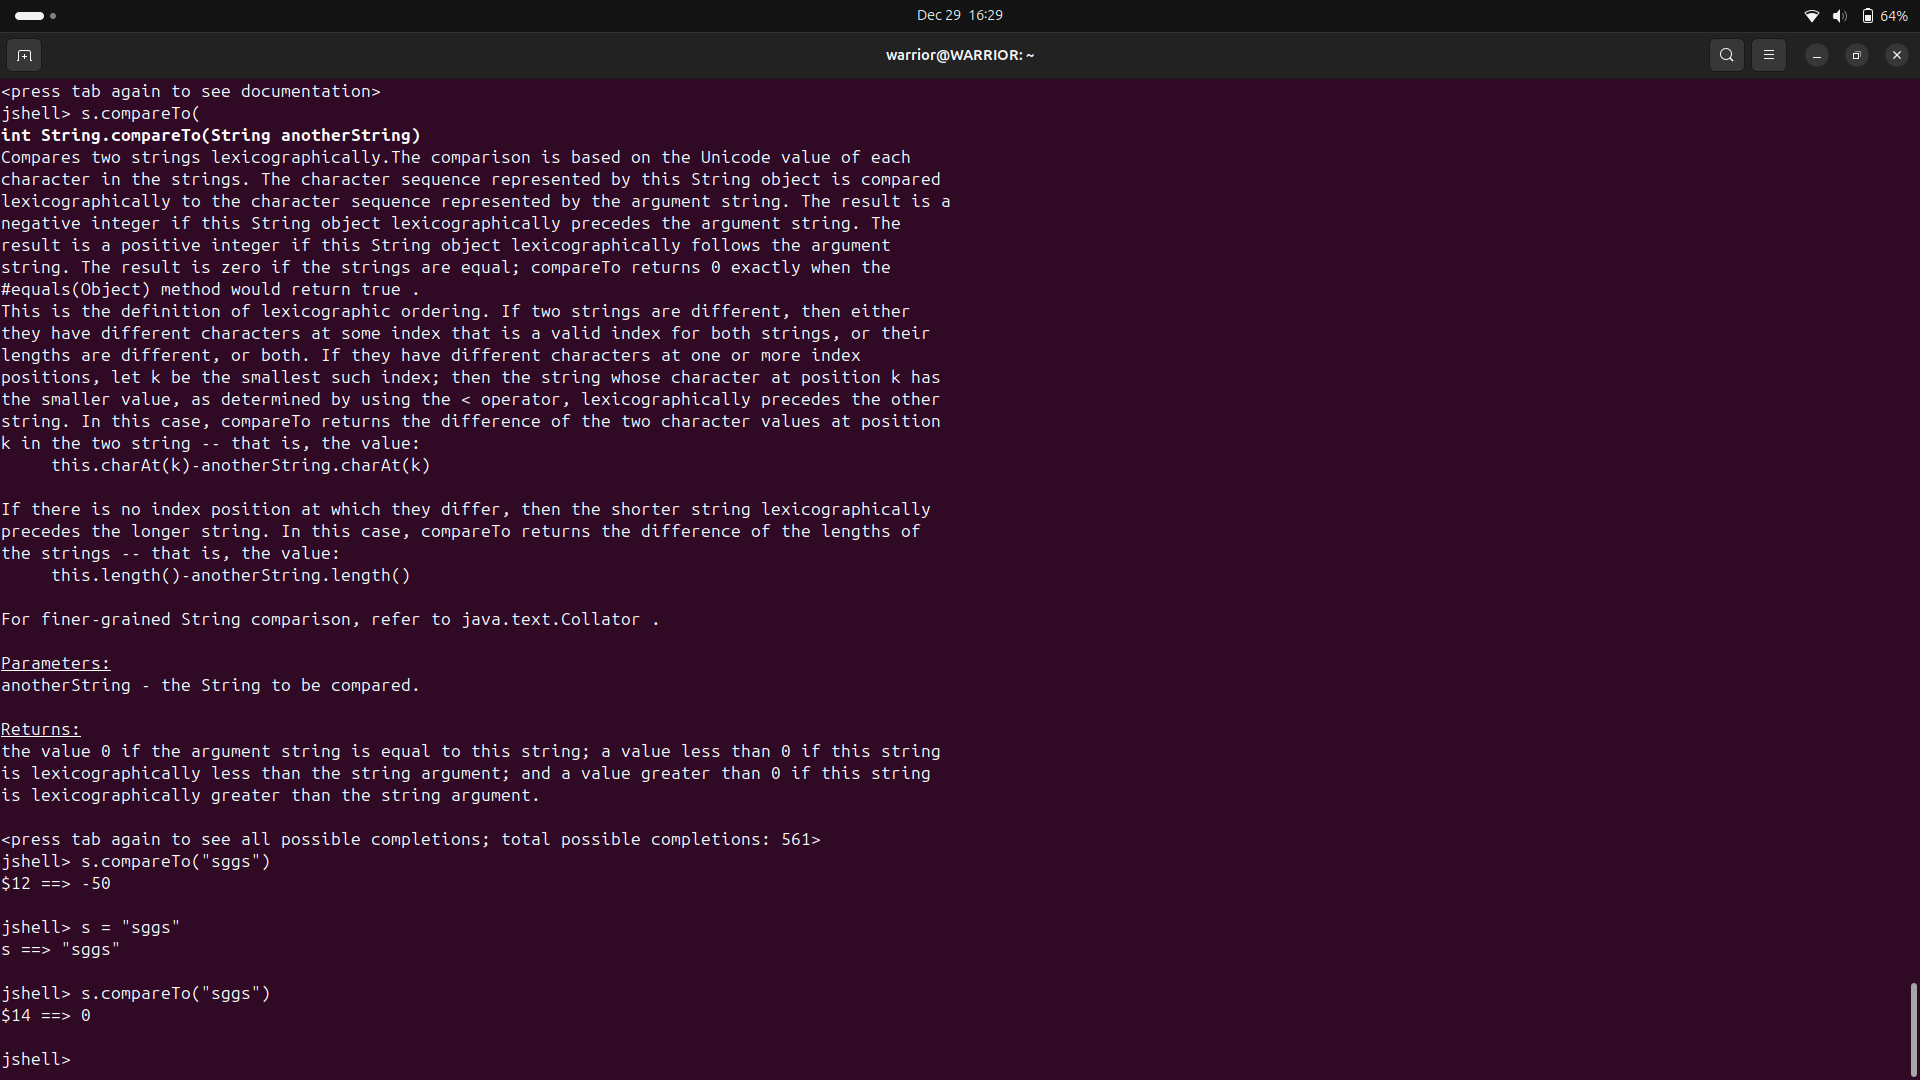 Dec 29 16:29
64%
warrior@WARRIOR: ~
<press tab again to see documentation>
jshell> s.compareTo(
int String.compareTo(String anotherString)
Compares two strings lexicographically.The comparison is based on the Unicode value of each
character in the strings. The character sequence represented by this String object is compared
lexicographically to the character sequence represented by the argument string. The result is a
negative integer if this String object lexicographically precedes the argument string. The
result is a positive integer if this String object lexicographically follows the argument
string. The result is zero if the strings are equal; compareTo returns 0 exactly when the
#equals(Object) method would return true .
This is the definition of lexicographic ordering. If two strings are different, then either
they have different characters at some index that is a valid index for both strings, or their
lengths are different, or both. If they have different characters at one or more index
positions, let k be the smallest such index; then the string whose character at position k has
the smaller value, as determined by using the < operator, lexicographically precedes the other
string. In this case, compareTo returns the difference of the two character values at position
k in the two string -- that is, the value:
     this.charAt(k)-anotherString.charAt(k)
If there is no index position at which they differ, then the shorter string lexicographically
precedes the longer string. In this case, compareTo returns the difference of the lengths of
the strings -- that is, the value:
     this.length()-anotherString.length()
For finer-grained String comparison, refer to java.text.Collator .
Parameters:
anotherString - the String to be compared.
Returns:
the value 0 if the argument string is equal to this string; a value less than 0 if this string
is lexicographically less than the string argument; and a value greater than 0 if this string
is lexicographically greater than the string argument.
<press tab again to see all possible completions; total possible completions: 561>
jshell> s.compareTo("sggs")
$12 ==> -50
jshell> s = "sggs"
s ==> "sggs"
jshell> s.compareTo("sggs")
$14 ==> 0
jshell>